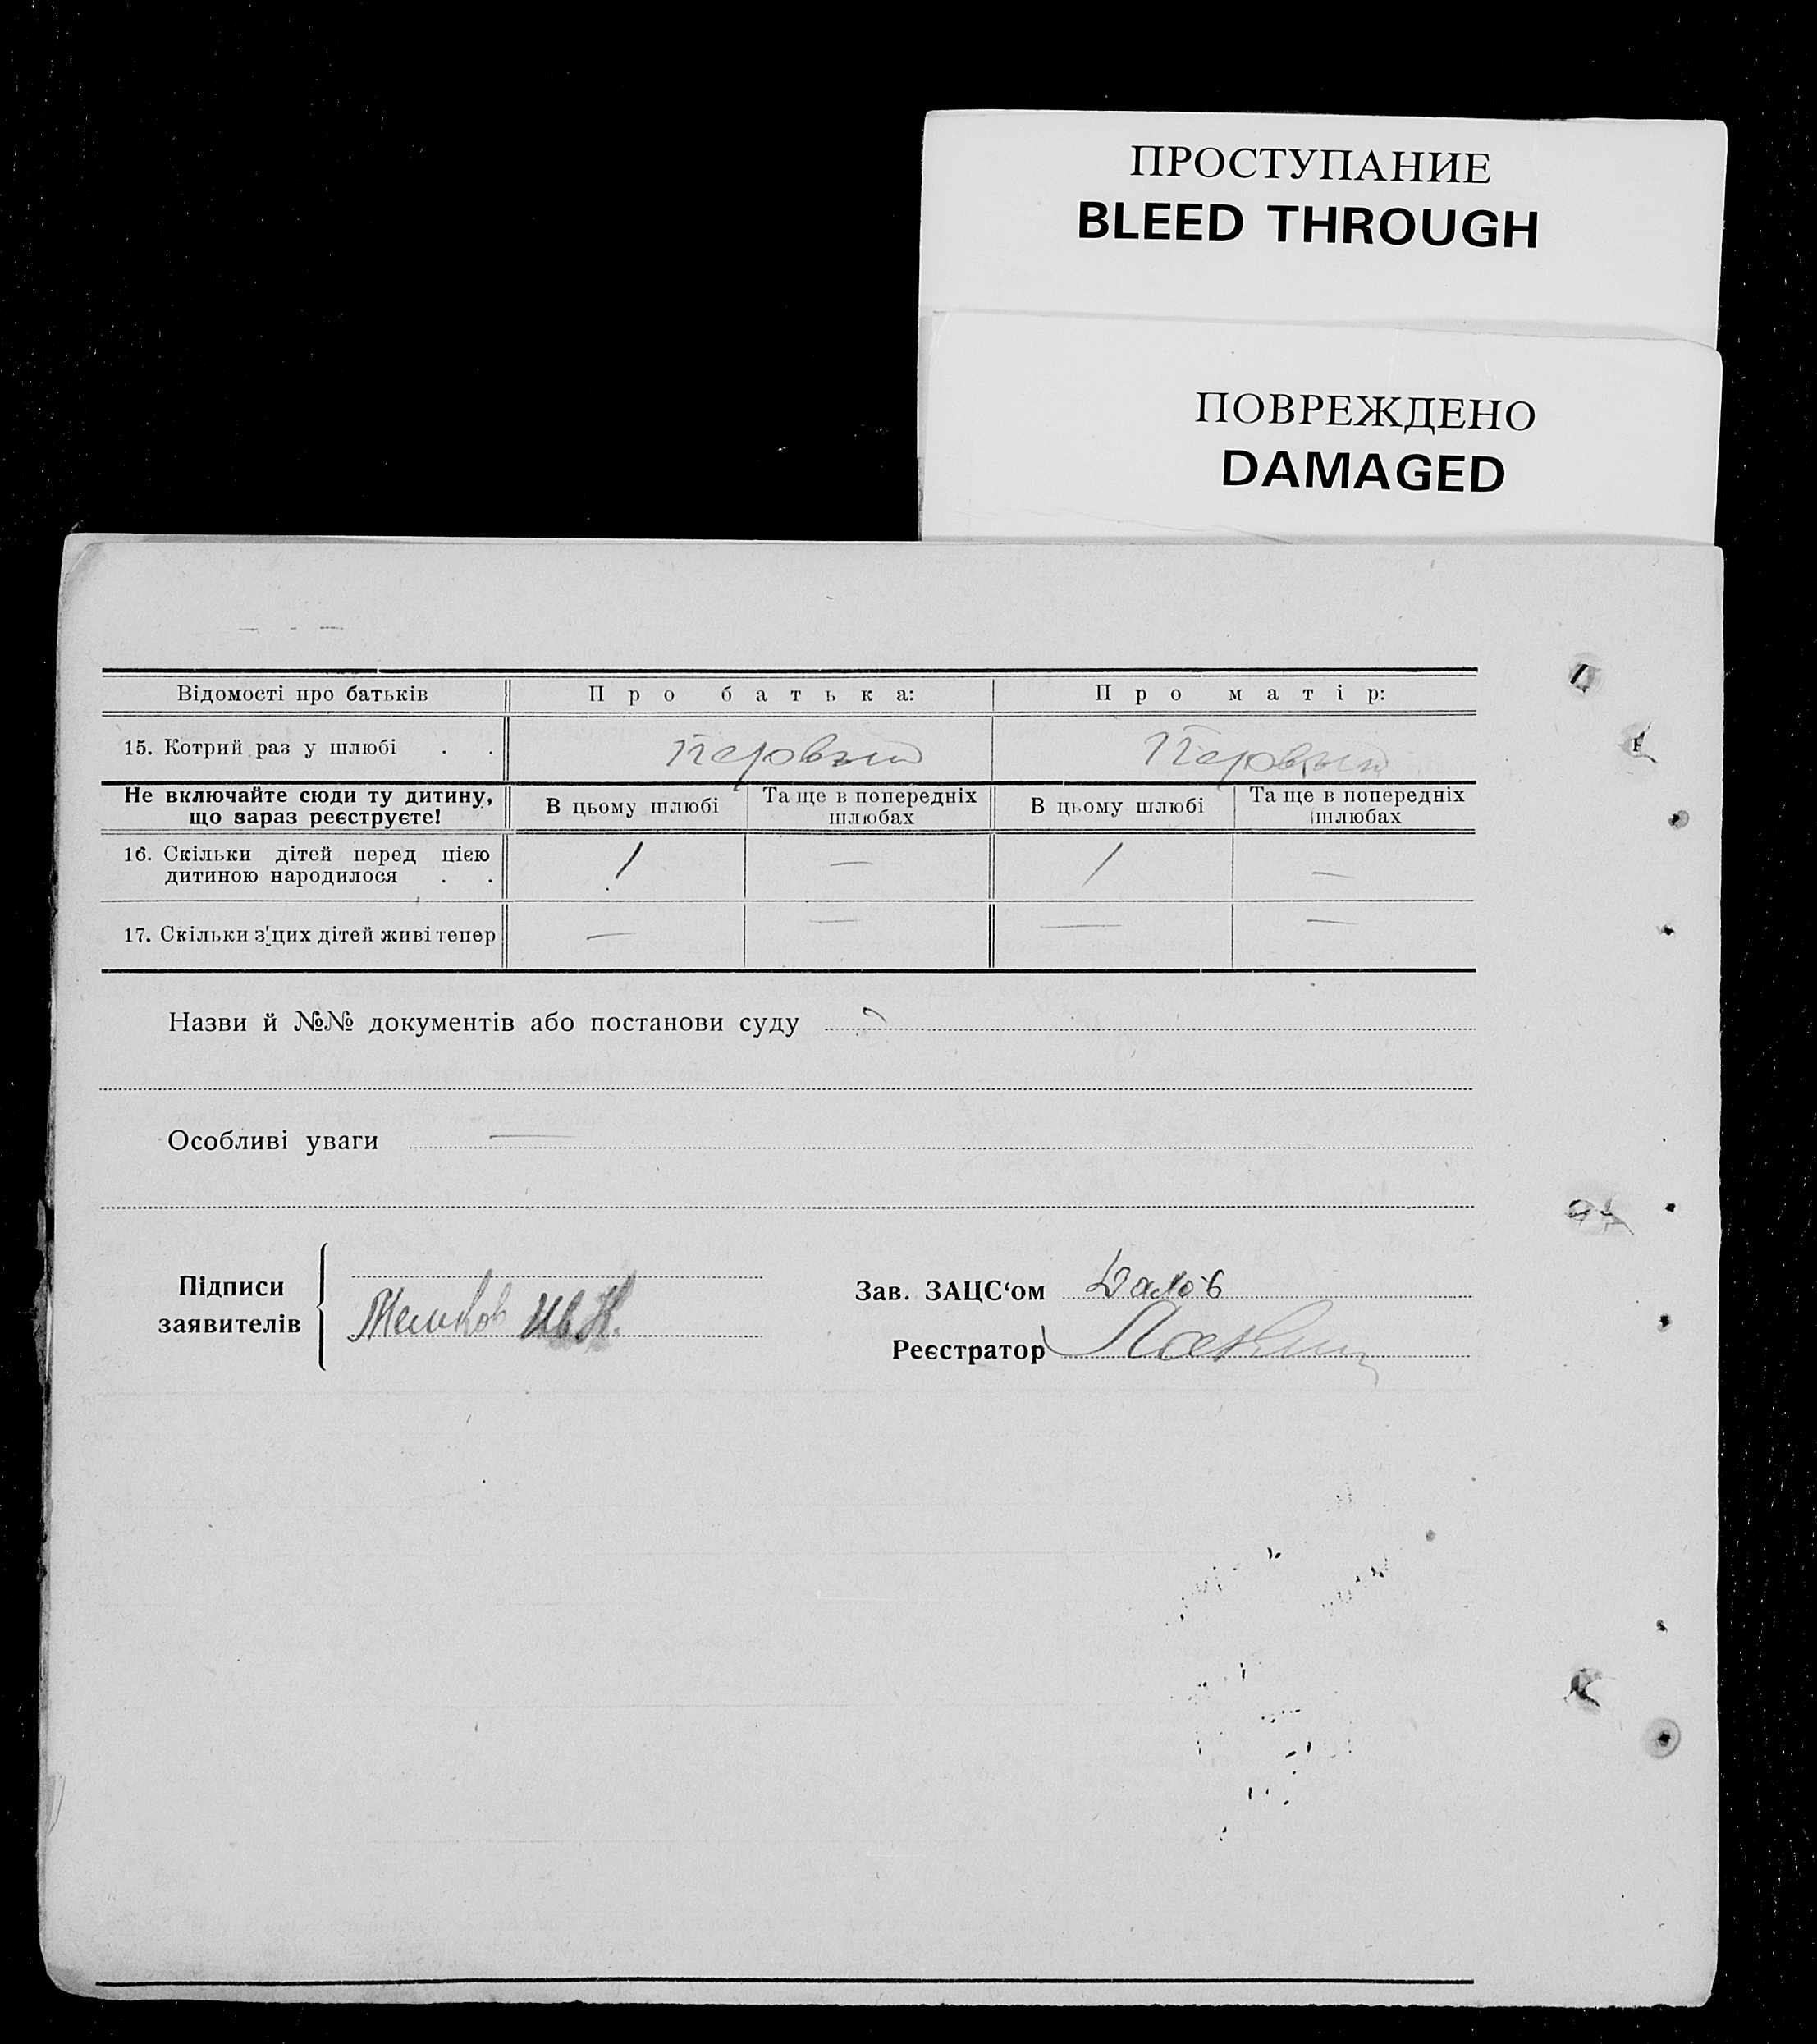 ПРОСТУПАНИЕ
BLEED THROUGH
ПОВРЕЖДЕНО
DAMAGED
Відомості про батьків Про батька: Про матір:
15. Котрий раз у шлюбі . . Первый Первый
Не включайте сюди ту дитину, що зараз реєструєте! В цьому шлюбі Та ще в попередніх шлюбах В цьому шлюбі Та ще в попередніх шлюбах
16. Скільки дітей перед цією дитиною народилося . . 1 — 1 —
17. Скільки з'цих дітей живі тепер — — — —
Назви й №№ документів або постанови суду
Особливі уваги —
Підписи заявителів
Зав. ЗАЦС‘ом
Реєстратор